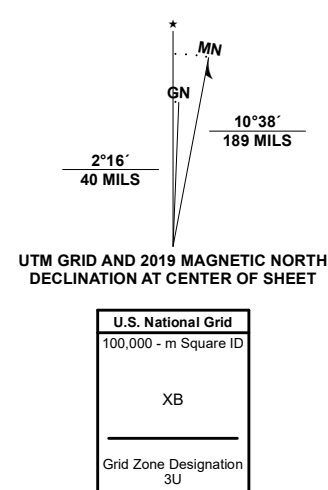 ★
MN
GN
10°38´
189 MILS
2°16´
40 MILS
UTM GRID AND 2019 MAGNETIC NORTH
DECLINATION AT CENTER OF SHEET
U.S. National Grid
100,000 - m Square ID
XB
Grid Zone Designation
3U